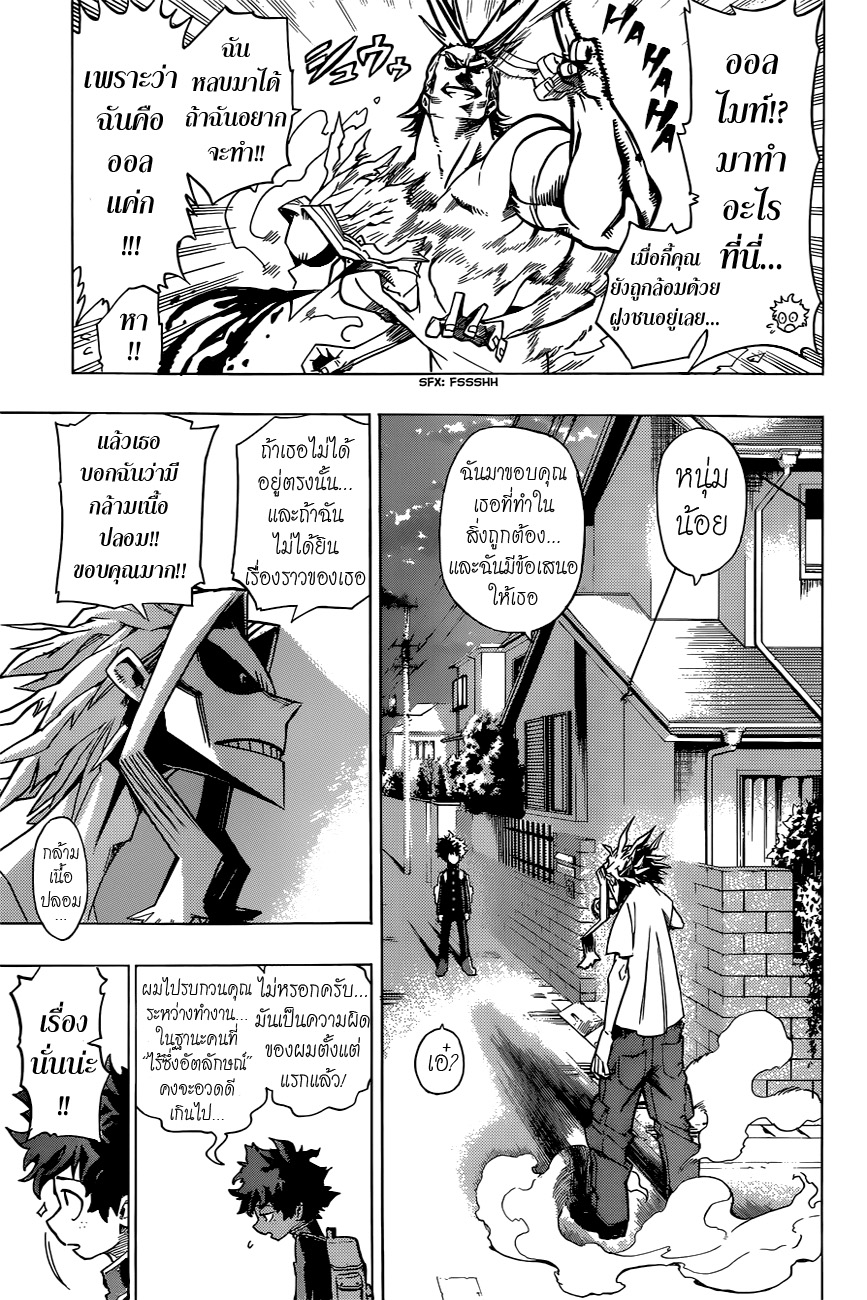 ออล
ไมท์!?
มาทำ
อะไร
ที่นี่...
เมื่อกี้คุณ
ยังถูกล้อมด้วย
ฝูงชนอยู่เลย...
HA HA HA HA
シュウゥゥ
ฉัน
หลบมาได้
ถ้าฉันอยาก
จะทำ!!
เพราะว่า
ฉันคือ
ออล
แค่ก
!!!
หา
!!
SFX: FSSSHH
หนุ่ม
น้อย
ฉันมาขอบคุณ
เธอที่ทำใน
สิ่งถูกต้อง...
และฉันมีข้อเสนอ
ให้เธอ
เอ๋?
ถ้าเธอไม่ได้
อยู่ตรงนั้น...
และถ้าฉัน
ไม่ได้ยิน
เรื่องราวของเธอ
แล้วเธอ
บอกฉันว่ามี
กล้ามเนื้อ
ปลอม!!
ขอบคุณมาก!!
กล้าม
เนื้อ
ปลอม
...
ไม่หรอกครับ...
มันเป็นความผิด
ของผมตั้งแต่
แรกแล้ว!
ผมไปรบกวนคุณ
ระหว่างทำงาน...
ในฐานะคนที่
"ไร้ซึ่งอัตลักษณ์"
คงจะอวดดี
เกินไป...
เรื่อง
นั่นน่ะ
!!